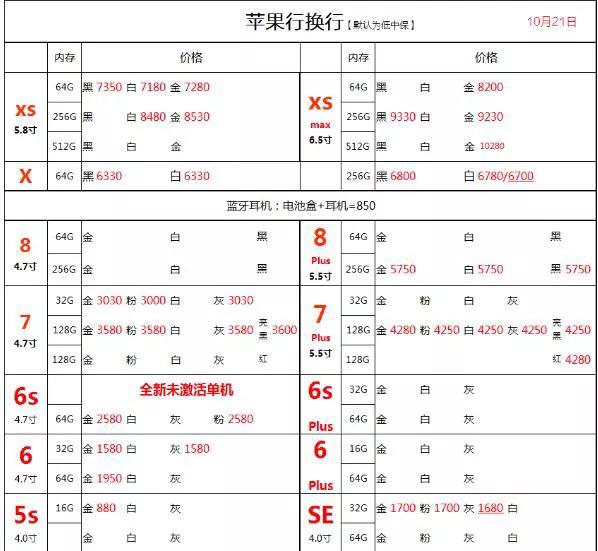 苹果行换行【默认为低中保】 10月21日
内存 价格 内存 价格
xs 5.8寸 64G 黑 7350 白 7180 金 7280
256G 黑 白 8480 金 8530
512G 黑 白 金
xs max 6.5寸 64G 黑 白 金 8200
256G 黑 9330 白 金 9230
512G 黑 白 金 10280
X 64G 黑 6330 白 6330 256G 黑 6800 白 6780/6700
蓝牙耳机：电池盒+耳机=850
8 4.7寸 64G 金 白 黑
256G 金 白 黑
8 Plus 5.5寸 64G 金 白 黑
256G 金 5750 白 5750 黑 5750
7 4.7寸 32G 金 3030 粉 3000 白 灰 3030
128G 金 3580 粉 3580 白 灰 3580 亮黑 3600
128G 金 粉 白 灰 红
7 Plus 5.5寸 32G 金 粉 白 灰
128G 金 4280 粉 4250 白 4250 灰 4250 亮黑 4250
128G 金 粉 白 灰 红 4280
6s 4.7寸 全新未激活单机
64G 金 2580 白 灰 粉 2580
6s Plus 32G 金 白 灰
64G 金 白 灰
6 4.7寸 32G 金 1580 白 灰 1580
64G 金 1950 白 灰
6 Plus 16G 金 白 灰
64G 金 白 灰
5s 4.0寸 16G 金 880 白 灰
金 白 灰
SE 4.0寸 32G 金 1700 粉 1700 灰 1680 白
64G 金 粉 灰 白